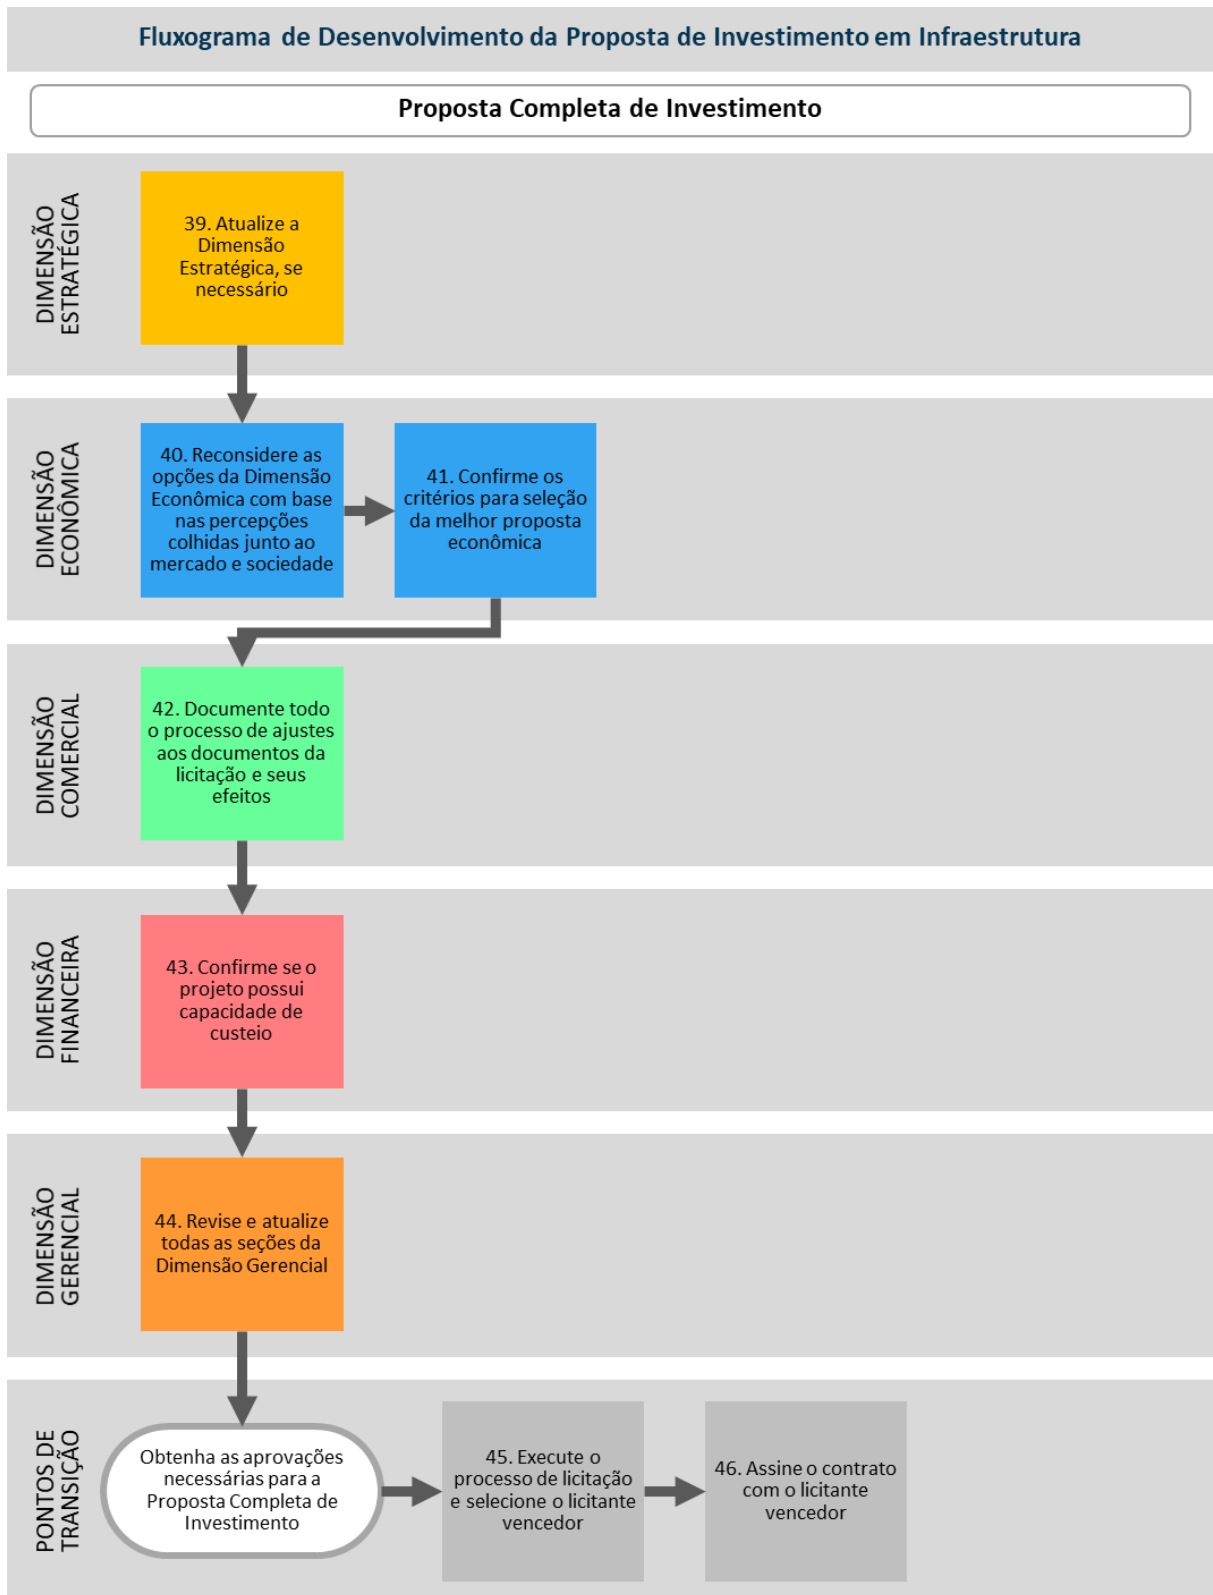 Fluxograma de Desenvolvimento da Proposta de Investimento em Infraestrutura
Proposta Completa de Investimento
DIMENSÃO
ESTRATÉGICA
39. Atualize a
Dimensão
Estratégica, se
necessário
DIMENSÃO
ECONÔMICA
40. Reconsidere as
opções da Dimensão
Econômica com base
nas percepções
colhidas junto ao
mercado e sociedade
41. Confirme os
critérios para seleção
da melhor proposta
econômica
DIMENSÃO
COMERCIAL
42. Documente todo
o processo de ajustes
aos documentos da
licitação e seus
efeitos
DIMENSÃO
FINANCEIRA
43. Confirme se o
projeto possui
capacidade de
custeio
DIMENSÃO
GERENCIAL
44. Revise e atualize
todas as seções da
Dimensão Gerencial
PONTOS DE
TRANSIÇÃO
Obtenha as aprovações
necessárias para a
Proposta Completa de
Investimento
45. Execute o
processo de licitação
e selecione o licitante
vencedor
46. Assine o contrato
com o licitante
vencedor